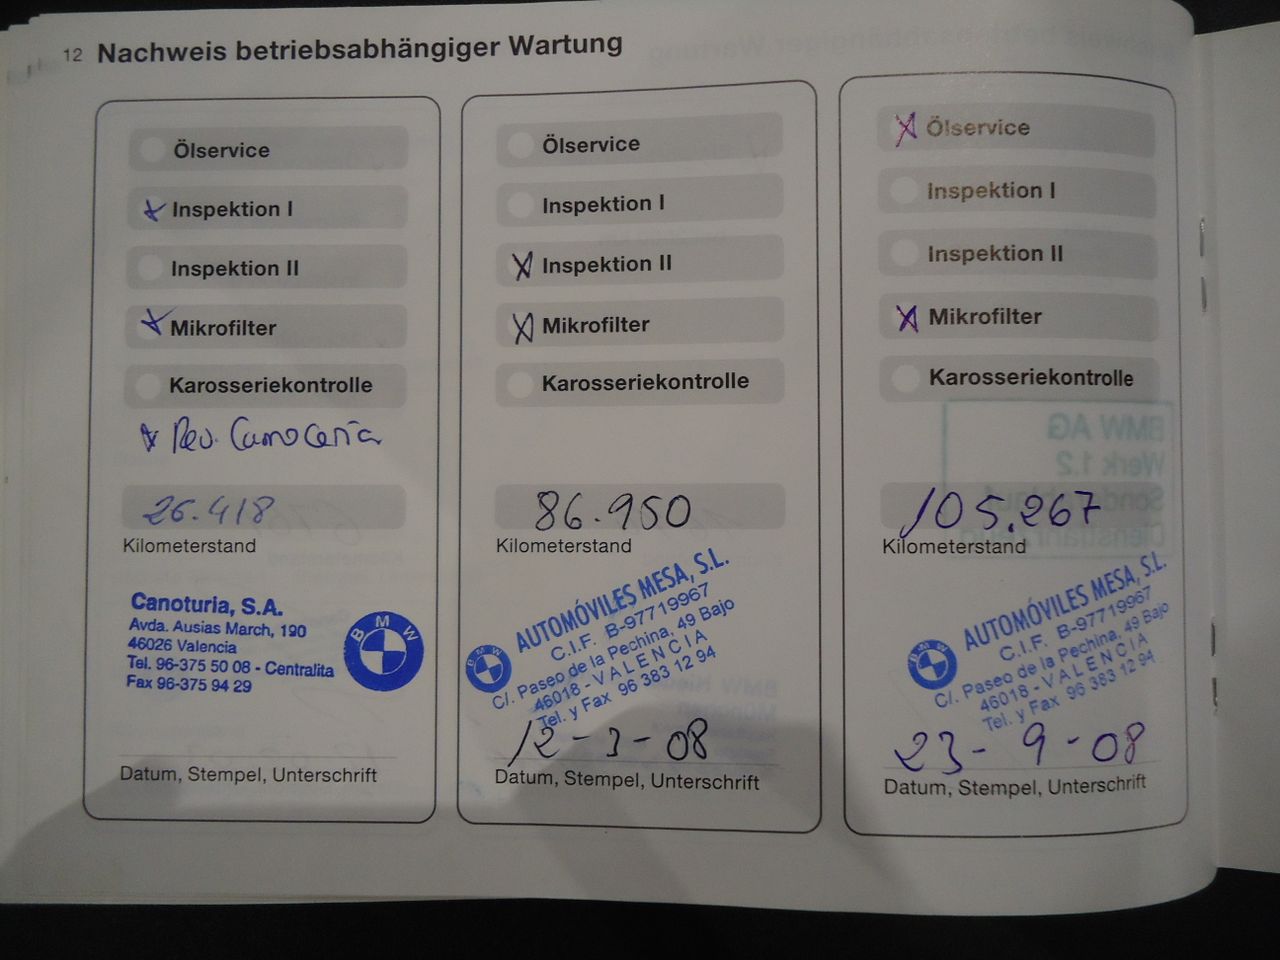 12 Nachweis betriebsabhängiger Wartung
Ölservice
Inspektion I
Inspektion II
Mikrofilter
Karosseriekontrolle
Rev. Carroceria
26.418
Kilometerstand
Canoturia, S.A.
Avda. Ausias March, 190
46026 Valencia
Tel. 96-375 50 08 - Centralita
Fax 96-375 94 29
BMW
Datum, Stempel, Unterschrift
Ölservice
Inspektion I
X Inspektion II
X Mikrofilter
Karosseriekontrolle
86.950
Kilometerstand
BMW
AUTOMÓVILES MESA, S.L.
C.I.F. B-97719967
C/. Paseo de la Pechina, 49 Bajo
46018 - VALENCIA
Tel. y Fax 96 383 12 94
12-3-08
Datum, Stempel, Unterschrift
X Ölservice
Inspektion I
Inspektion II
X Mikrofilter
Karosseriekontrolle
BMW AG
Werk 1.2
105.267
Kilometerstand
BMW
AUTOMÓVILES MESA, S.L.
C.I.F. B-97719967
C/. Paseo de la Pechina, 49 Bajo
46018 - VALENCIA
Tel. y Fax 96 383 12 94
23-9-08
Datum, Stempel, Unterschrift